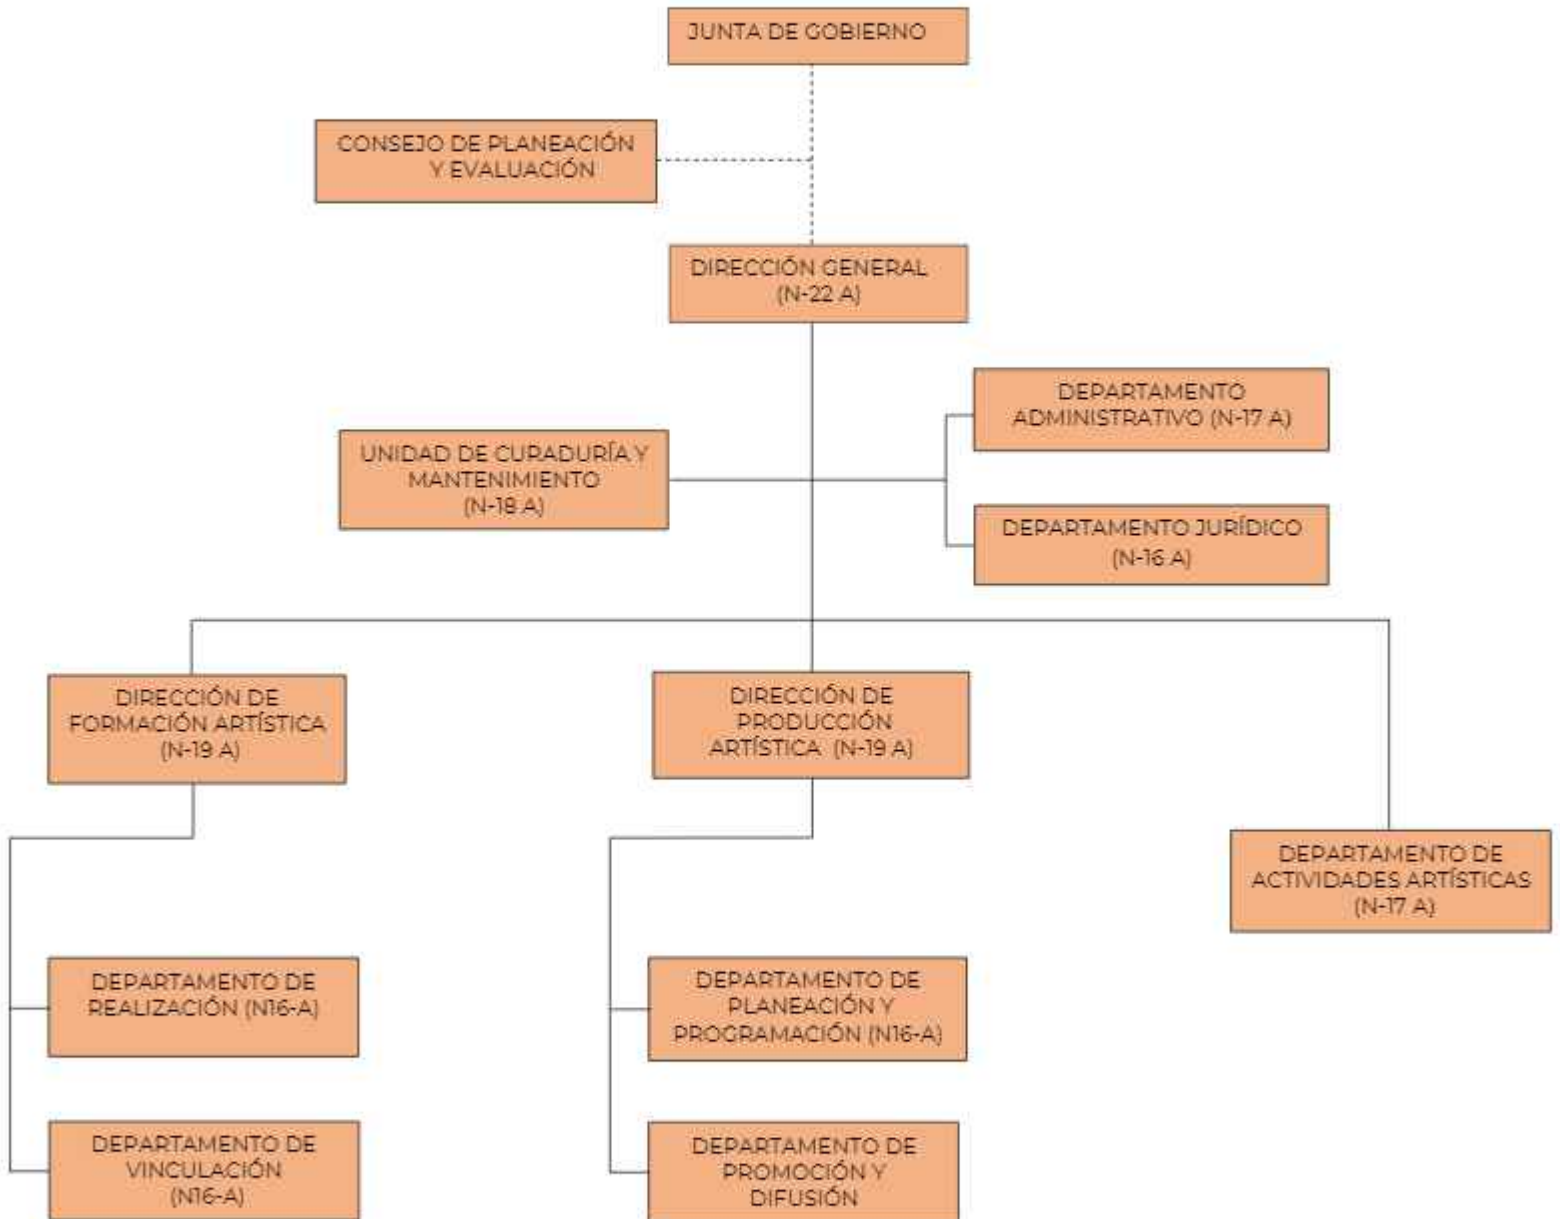 JUNTA DE GOBIERNO
CONSEJO DE PLANEACIÓN
Y EVALUACIÓN
DIRECCIÓN GENERAL
(N-22 A)
DEPARTAMENTO
ADMINISTRATIVO (N-17 A)
UNIDAD DE CURADURÍA Y
MANTENIMIENTO
(N-18 A)
DEPARTAMENTO JURÍDICO
(N-16 A)
DIRECCIÓN DE
FORMACIÓN ARTÍSTICA
(N-19 A)
DIRECCIÓN DE
PRODUCCIÓN
ARTÍSTICA (N-19 A)
DEPARTAMENTO DE
ACTIVIDADES ARTÍSTICAS
(N-17 A)
DEPARTAMENTO DE
REALIZACIÓN (N16-A)
DEPARTAMENTO DE
PLANEACIÓN Y
PROGRAMACIÓN (N16-A)
DEPARTAMENTO DE
VINCULACIÓN
(N16-A)
DEPARTAMENTO DE
PROMOCIÓN Y
DIFUSIÓN